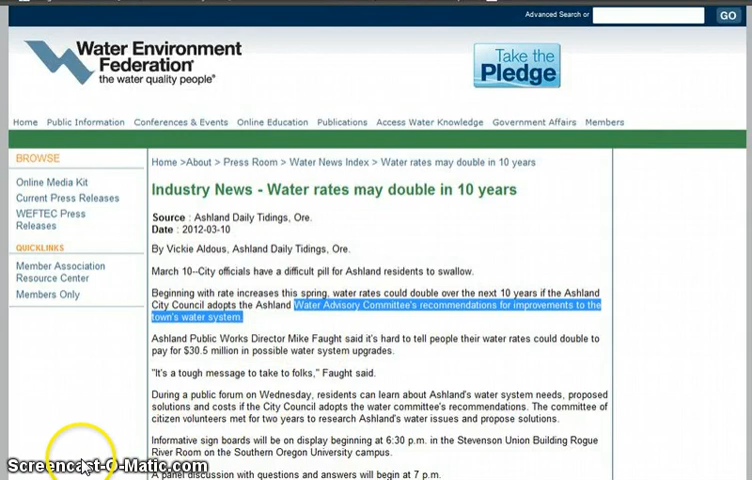 Advanced Search or
GO
Water Environment
Federation
the water quality people
Take the
Pledge
Home Public Information Conferences & Events Online Education Publications Access Water Knowledge Government Affairs Members
BROWSE
Online Media Kit
Current Press Releases
WEFTEC Press
Releases
QUICKLINKS
Member Association
Resource Center
Members Only
Home >About > Press Room > Water News Index > Water rates may double in 10 years
Industry News - Water rates may double in 10 years
Source : Ashland Daily Tidings, Ore.
Date : 2012-03-10
By Vickie Aldous, Ashland Daily Tidings, Ore.
March 10--City officials have a difficult pill for Ashland residents to swallow.
Beginning with rate increases this spring, water rates could double over the next 10 years if the Ashland
City Council adopts the Ashland Water Advisory Committee's recommendations for improvements to the
town's water system.
Ashland Public Works Director Mike Faught said it's hard to tell people their water rates could double to
pay for $30.5 million in possible water system upgrades.
"It's a tough message to take to folks," Faught said.
During a public forum on Wednesday, residents can learn about Ashland's water system needs, proposed
solutions and costs if the City Council adopts the water committee's recommendations. The committee of
citizen volunteers met for two years to research Ashland's water issues and propose solutions.
Informative sign boards will be on display beginning at 6:30 p.m. in the Stevenson Union Building Rogue
River Room on the Southern Oregon University campus.
A panel discussion with questions and answers will begin at 7 p.m.
Screencast-O-Matic.com